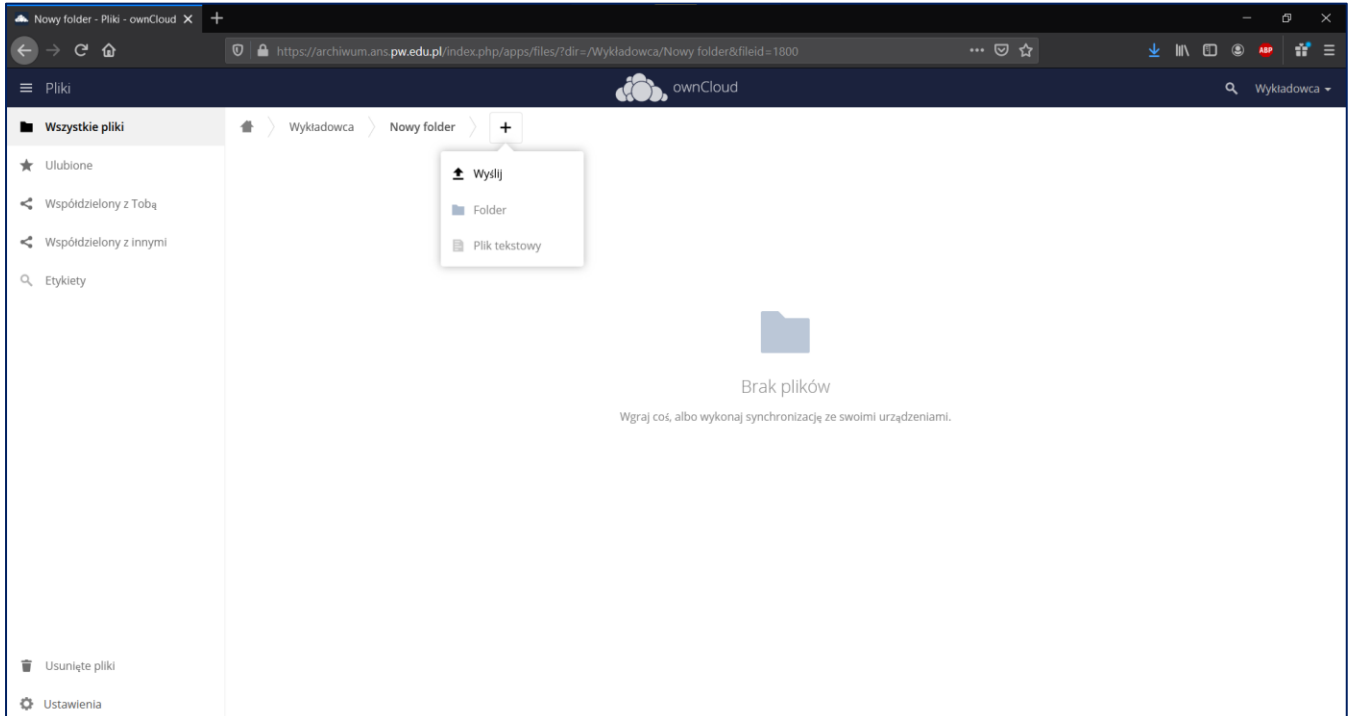 Nowy folder - Pliki - ownCloud
https://archiwum.ans.pw.edu.pl/index.php/apps/files/?dir=/Wykładowca/Nowy folder&fileid=1800
ABP
Pliki
ownCloud
Wykładowca
Wszystkie pliki
Wykładowca
Nowy folder
+
Ulubione
Wyślij
Współdzielony z Tobą
Folder
Współdzielony z innymi
Plik tekstowy
Etykiety
Brak plików
Wgraj coś, albo wykonaj synchronizację ze swoimi urządzeniami.
Usunięte pliki
Ustawienia